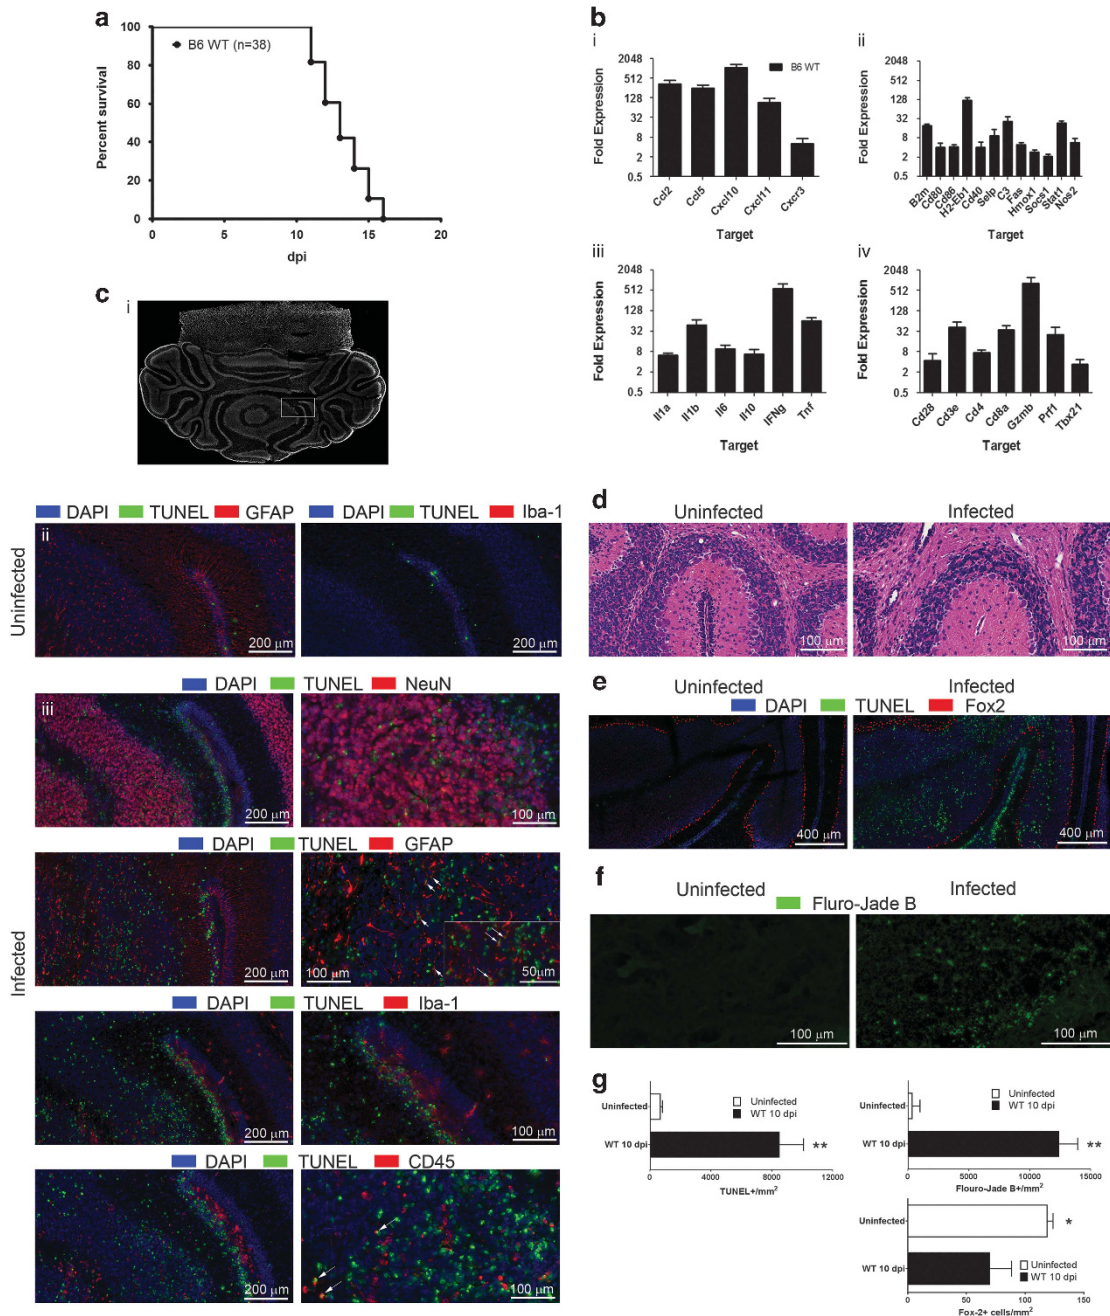 a
100
80
60
40
20
0
Percent survival
B6 WT (n=38)
0 5 10 15 20
dpi
b
i
2048
512
128
32
8
2
0.5
Fold Expression
B6 WT
Ccl2 Ccl5 Cxcl10 Cxcl11 Cxcr3
Target
ii
2048
512
128
32
8
2
0.5
Fold Expression
B2m Cd80 Cd86 H2-Eb1 Cd40 Selp C3 Fas Hmox1 Socs1 Stat1 Nos2
Target
iii
2048
512
128
32
8
2
0.5
Fold Expression
Il1a Il1b Il6 Il10 IFNg Tnf
Target
iv
2048
512
128
32
8
2
0.5
Fold Expression
Cd28 Cd3e Cd4 Cd8a Gzmb Prf1 Tbx21
Target
c
i
DAPI TUNEL GFAP
DAPI TUNEL Iba-1
Uninfected
ii
200 µm
200 µm
DAPI TUNEL NeuN
Infected
iii
200 µm
100 µm
DAPI TUNEL GFAP
200 µm
100 µm
50µm
DAPI TUNEL Iba-1
200 µm
100 µm
DAPI TUNEL CD45
200 µm
100 µm
d
Uninfected Infected
100 µm
100 µm
e
Uninfected Infected
DAPI TUNEL Fox2
400 µm
400 µm
f
Uninfected Infected
Fluro-Jade B
100 µm
100 µm
g
Uninfected
WT 10 dpi
Uninfected
WT 10 dpi
**
0 4000 8000 12000
TUNEL+/mm²
Uninfected
WT 10 dpi
Uninfected
WT 10 dpi
**
0 5000 10000 15000
Flouro-Jade B+/mm²
Uninfected
*
WT 10 dpi
Uninfected
WT 10 dpi
0 50 100 150
Fox-2+ cells/mm²